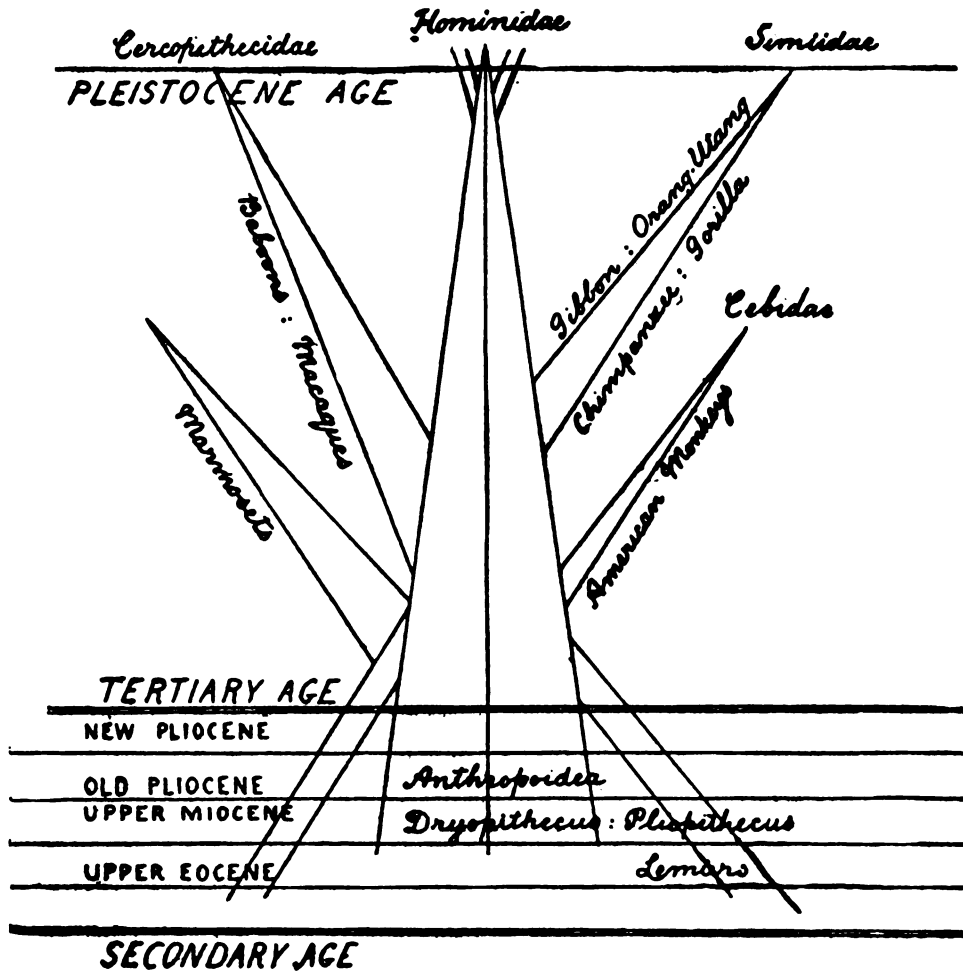 Hominidae
Cercopithecidae
Simiidae
PLEISTOCENE AGE
Gibbon : Orang-Utang
Chimpanzee : Gorilla
Baboons : Macaques
Cebidae
Marmosets
American Monkeys
TERTIARY AGE
NEW PLIOCENE
OLD PLIOCENE
Anthropoidea
UPPER MIOCENE
Dryopithecus : Pliopithecus
UPPER EOCENE
Lemurs
SECONDARY AGE